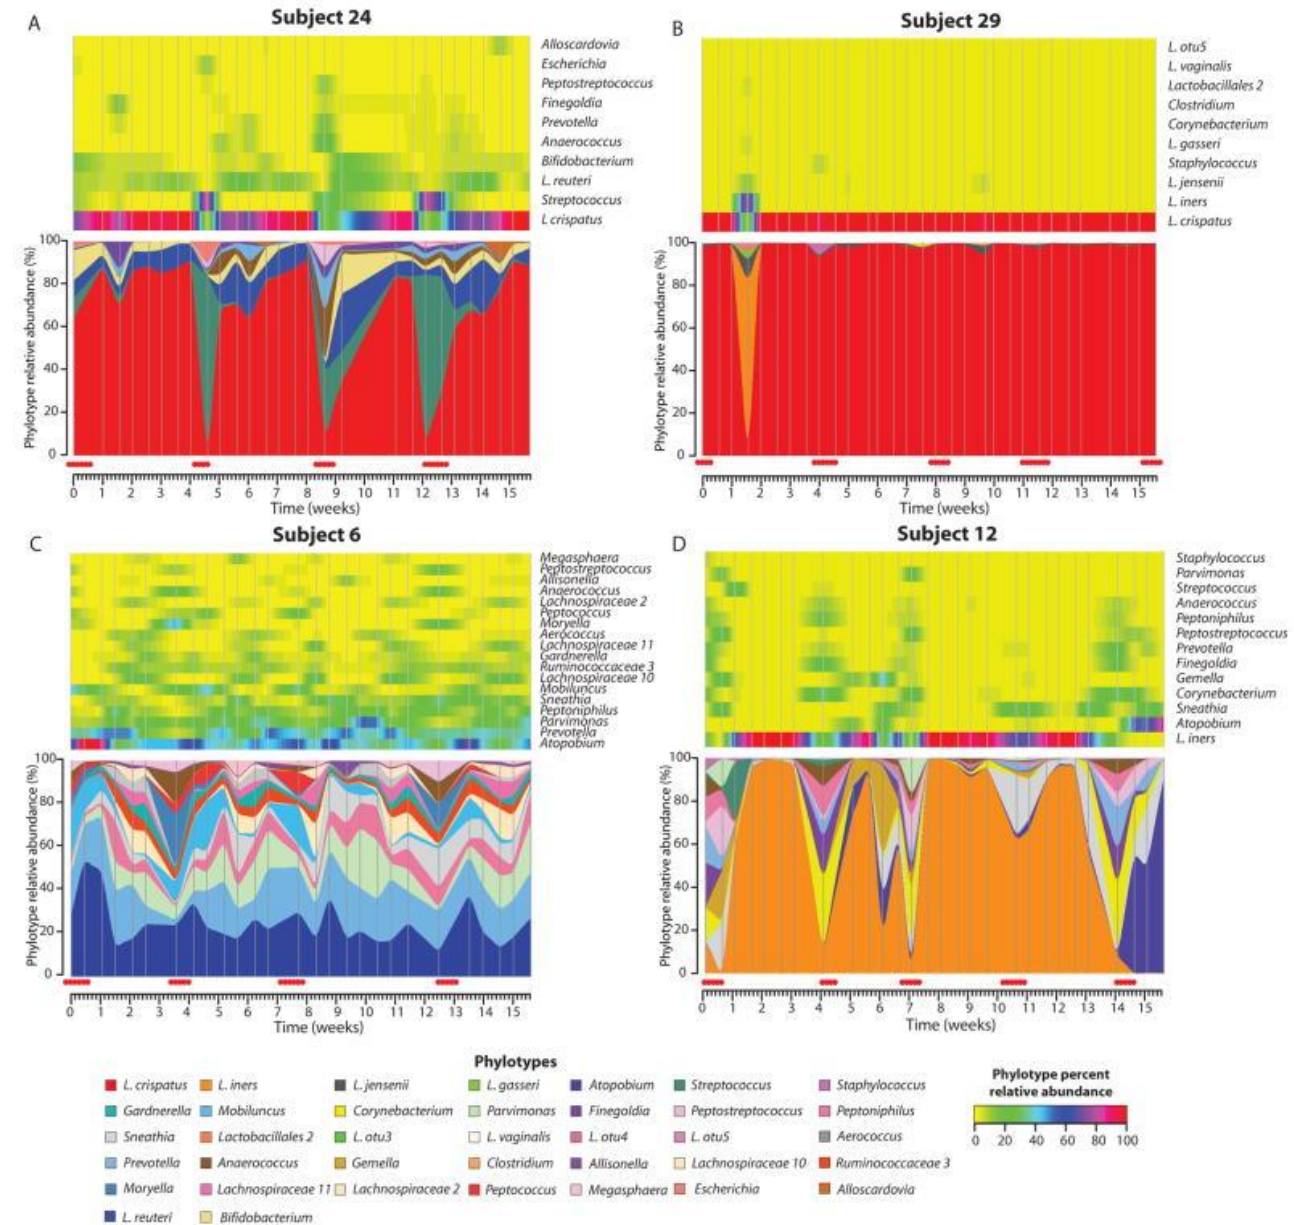 A
Subject 24
Alloscardovia
Escherichia
Peptostreptococcus
Finegoldia
Prevotella
Anaerococcus
Bifidobacterium
L. reuteri
Streptococcus
L crispatus
Phylotype relative abundance (%)
100
80
60
40
20
0
0 1 2 3 4 5 6 7 8 9 10 11 12 13 14 15
Time (weeks)
B
Subject 29
L. otu5
L. vaginalis
Lactobacillales 2
Clostridium
Corynebacterium
L. gasseri
Staphylococcus
L. jensenii
L. iners
L. crispatus
Phylotype relative abundance (%)
100
80
60
40
20
0
0 1 2 3 4 5 6 7 8 9 10 11 12 13 14 15
Time (weeks)
C
Subject 6
Megasphaera
Peptostreptococcus
Allisonella
Anaerococcus
Lachnospiraceae 2
Peptococcus
Moryella
Aerococcus
Lachnospiraceae 11
Gardnerella
Ruminococcaceae 3
Lachnospiraceae 10
Mobiluncus
Sneathia
Peptoniphilus
Parvimonas
Prevotella
Atopobium
Phylotype relative abundance (%)
100
80
60
40
20
0
0 1 2 3 4 5 6 7 8 9 10 11 12 13 14 15
Time (weeks)
D
Subject 12
Staphylococcus
Parvimonas
Streptococcus
Anaerococcus
Peptoniphilus
Peptostreptococcus
Prevotella
Finegoldia
Gemella
Corynebacterium
Sneathia
Atopobium
L. iners
Phylotype relative abundance (%)
100
80
60
40
20
0
0 1 2 3 4 5 6 7 8 9 10 11 12 13 14 15
Time (weeks)
Phylotypes
L. crispatus L. iners L. jensenii L. gasseri Atopobium Streptococcus Staphylococcus
Gardnerella Mobiluncus Corynebacterium Parvimonas Finegoldia Peptostreptococcus Peptoniphilus
Sneathia Lactobacillales 2 L. otu3 L. vaginalis L. otu4 L. otu5 Aerococcus
Prevotella Anaerococcus Gemella Clostridium Allisonella Lachnospiraceae 10 Ruminococcaceae 3
Moryella Lachnospiraceae 11 Lachnospiraceae 2 Peptococcus Megasphaera Escherichia Alloscardovia
L. reuteri Bifidobacterium
Phylotype percent
relative abundance
0 20 40 60 80 100